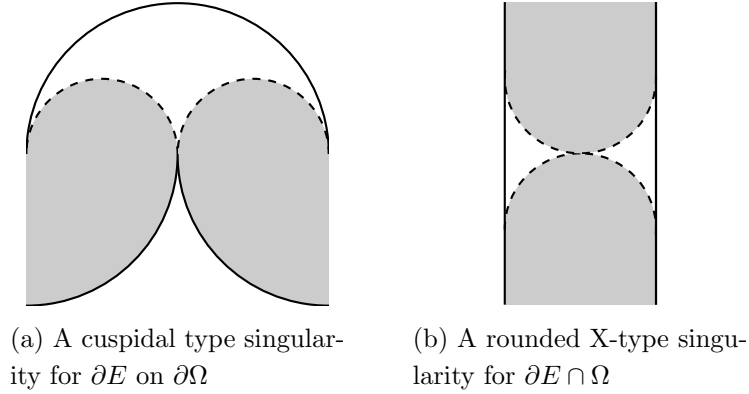 (a) A cuspidal type singular-
ity for ∂E on ∂Ω
(b) A rounded X-type singu-
larity for ∂E ∩ Ω